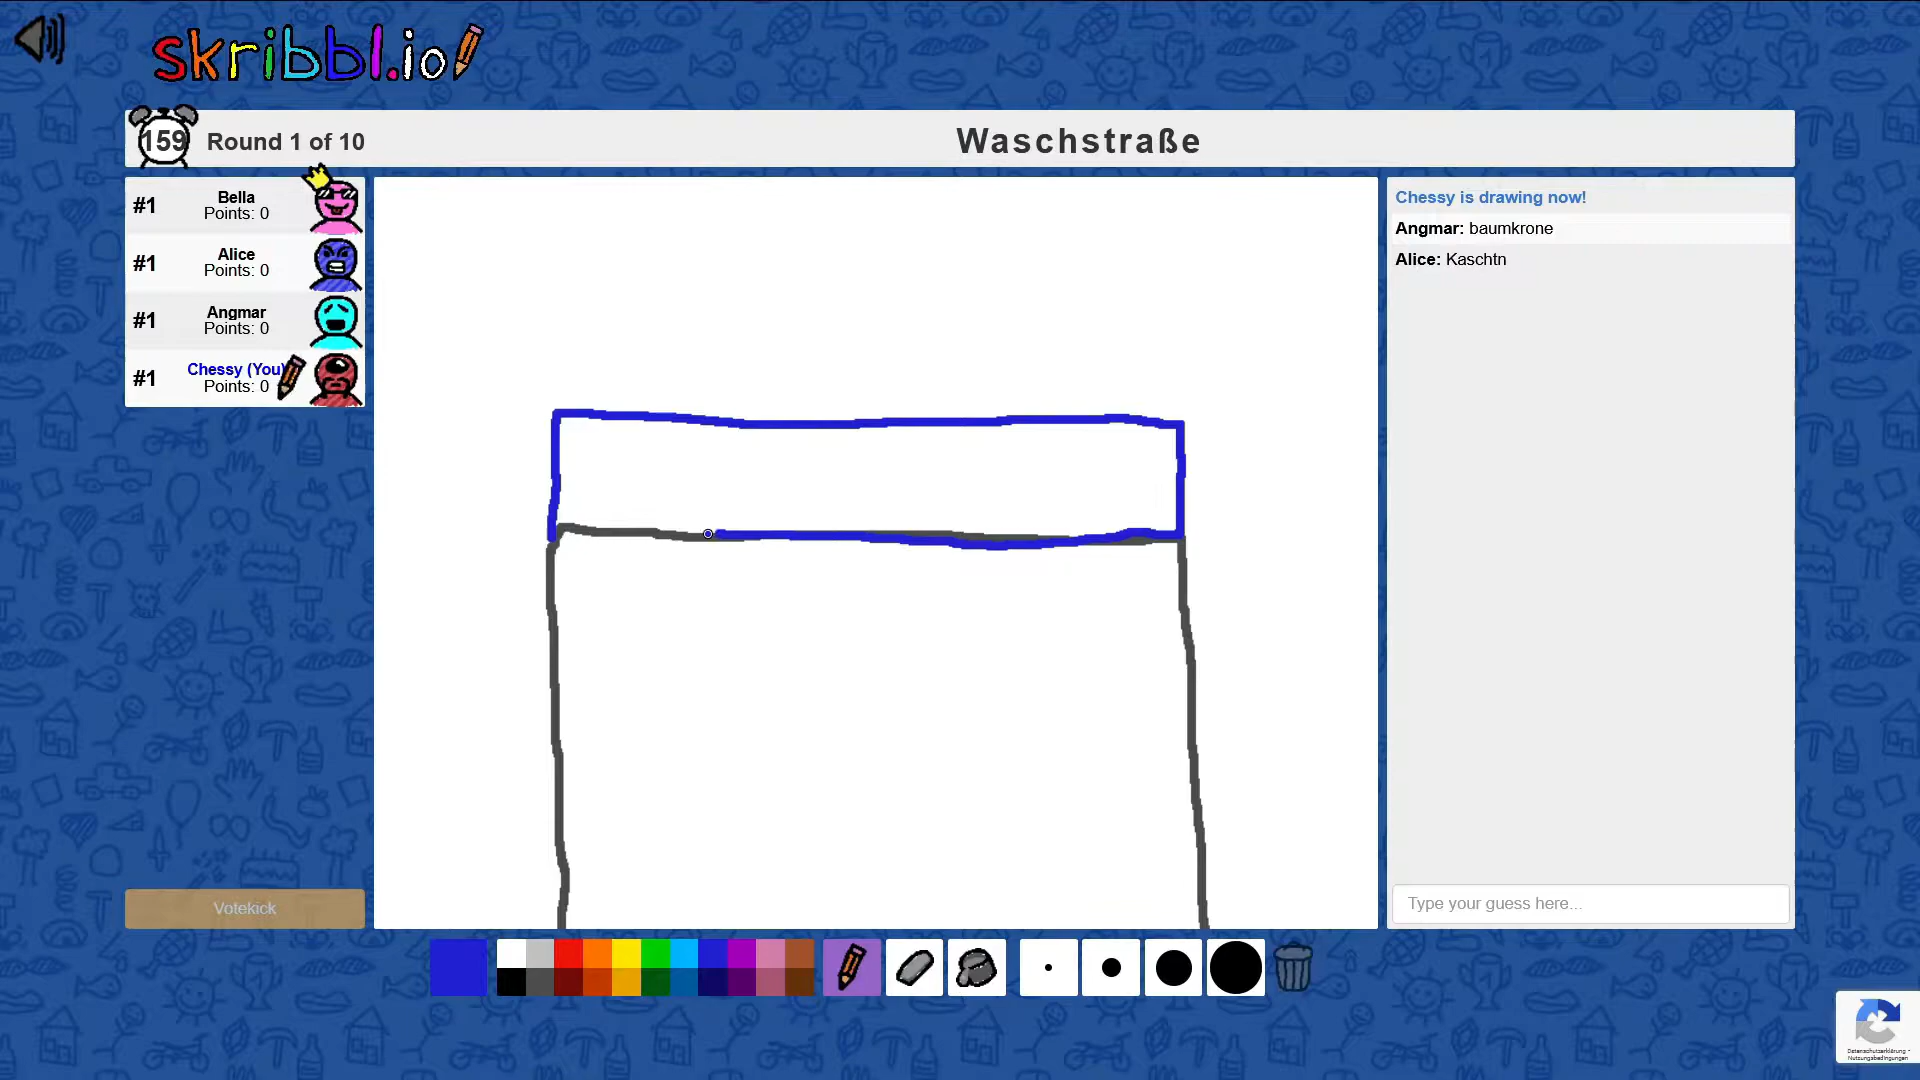 skribbl.io
159
Round 1 of 10
Waschstraße
#1
Bella
Points: 0
#1
Alice
Points: 0
#1
Angmar
Points: 0
#1
Chessy (You)
Points: 0
Votekick
Chessy is drawing now!
Angmar: baumkrone
Alice: Kaschtn
Type your guess here...
Datenschutzerklärung -
Nutzungsbedingungen